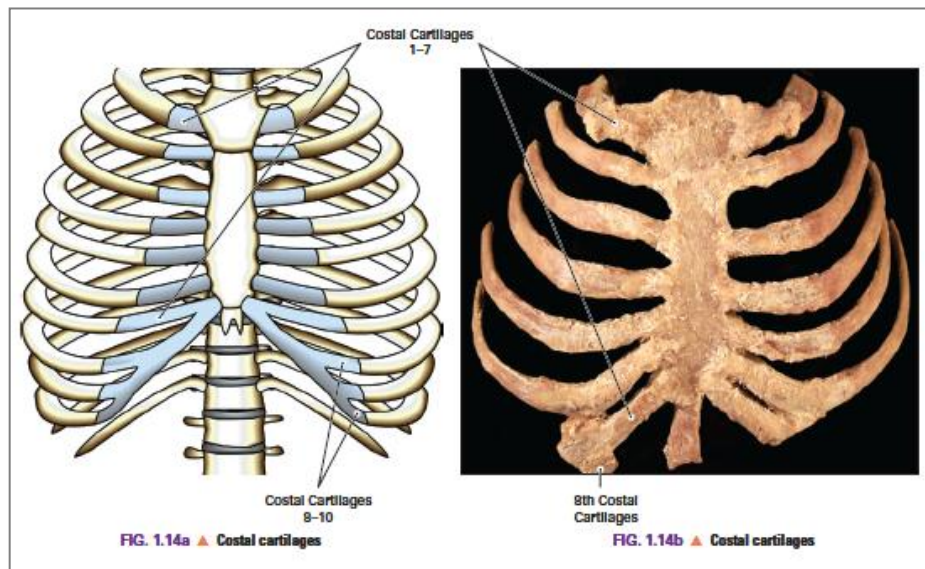 Costal Cartilages
1–7
Costal Cartilages
8–10
8th Costal
Cartilages
FIG. 1.14a ▲ Costal cartilages
FIG. 1.14b ▲ Costal cartilages